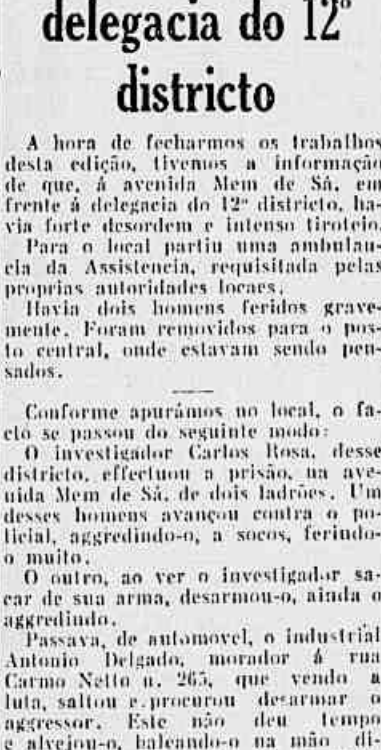 delegacia do 12º
districto
A hora de fecharmos os trabalhos
desta edição, tivemos a informação
de que, á avenida Mem de Sá, em
frente á delegacia do 12º districto, ha-
via forte desordem e intenso tiroteio.
Para o local partiu uma ambulan-
cia da Assistencia, requisitada pelas
proprias autoridades locaes.
Havia dois homens feridos grave-
mente. Foram removidos para o pos-
to central, onde estavam sendo pen-
sados.
Conforme apurámos no local, o fa-
cto se passou do seguinte modo:
O investigador Carlos Rosa, desse
districto, effectuou a prisão, na ave-
nida Mem de Sá, de dois ladrões. Um
desses homens avançou contra o po-
licial, aggredindo-o, a socos, ferindo-
o muito.
O outro, ao ver o investigador sa-
car de sua arma, desarmou-o, ainda o
aggredindo.
Passava, de automovel, o industrial
Antonio Delgado, morador á rua
Carmo Netto n. 265, que vendo a
luta, saltou e procurou desarmar o
aggressor. Este não deu tempo
e alvejou-o, baleando-o na mão di-